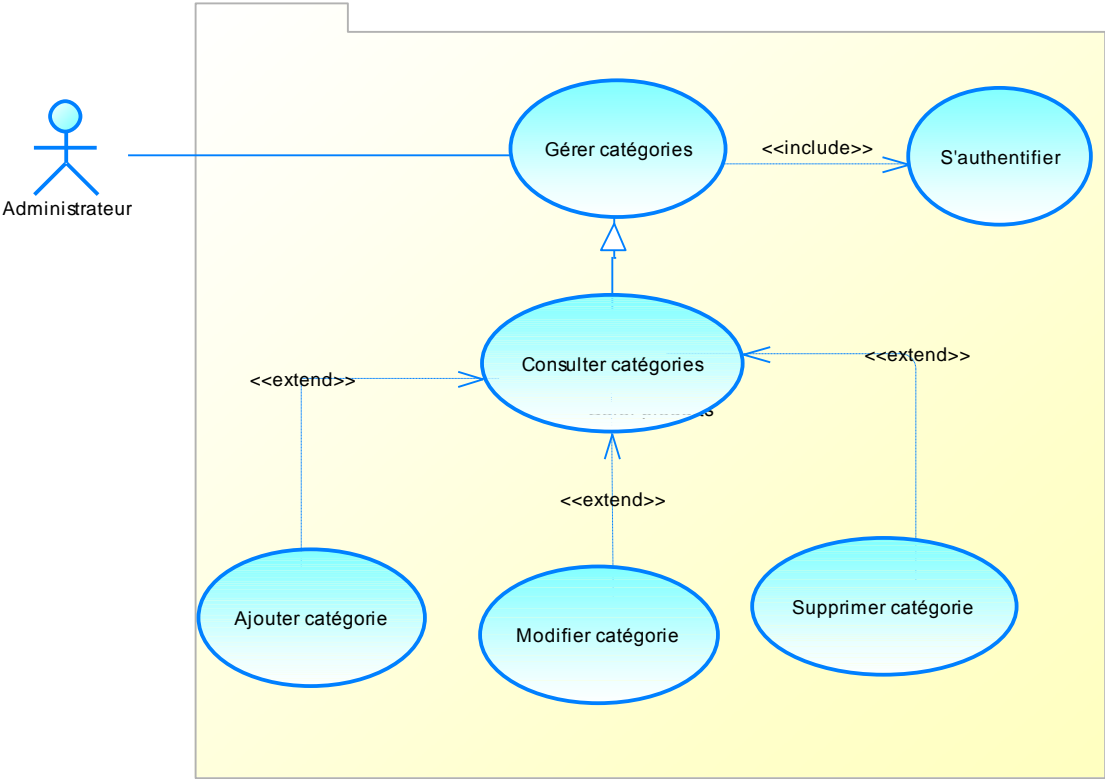 Gérer catégories
<<include>>
S'authentifier
Administrateur
Consulter catégories
<<extend>>
<<extend>>
<<extend>>
Ajouter catégorie
Modifier catégorie
Supprimer catégorie